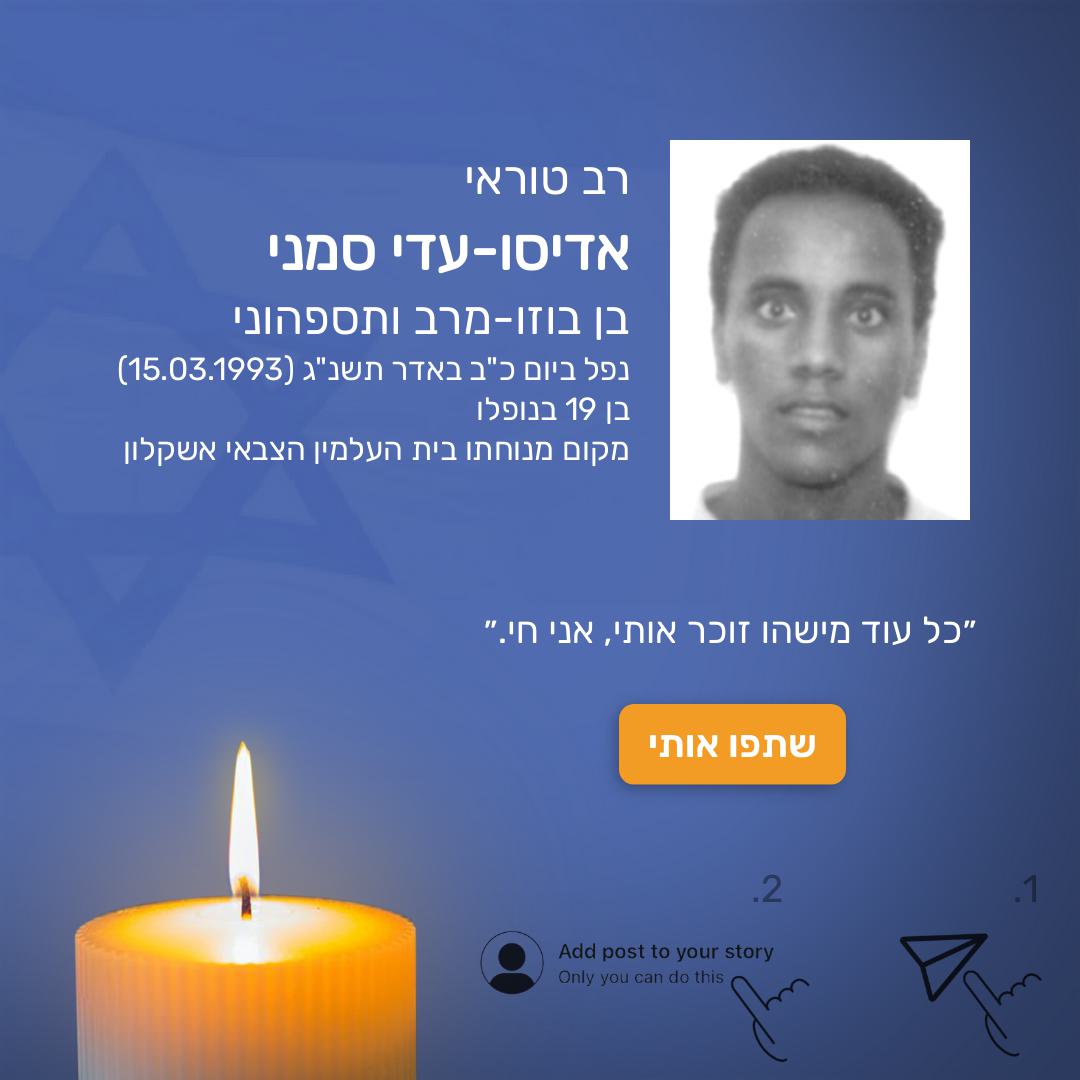 רב טוראי
אדיסו-עדי סמני
בן בוזו-מרב ותספהוני
נפל ביום כ"ב באדר תשנ"ג (15.03.1993)
בן 19 בנופלו
מקום מנוחתו בית העלמין הצבאי אשקלון
"כל עוד מישהו זוכר אותי, אני חי."
שתפו אותי
.1
.2
Add post to your story
Only you can do this